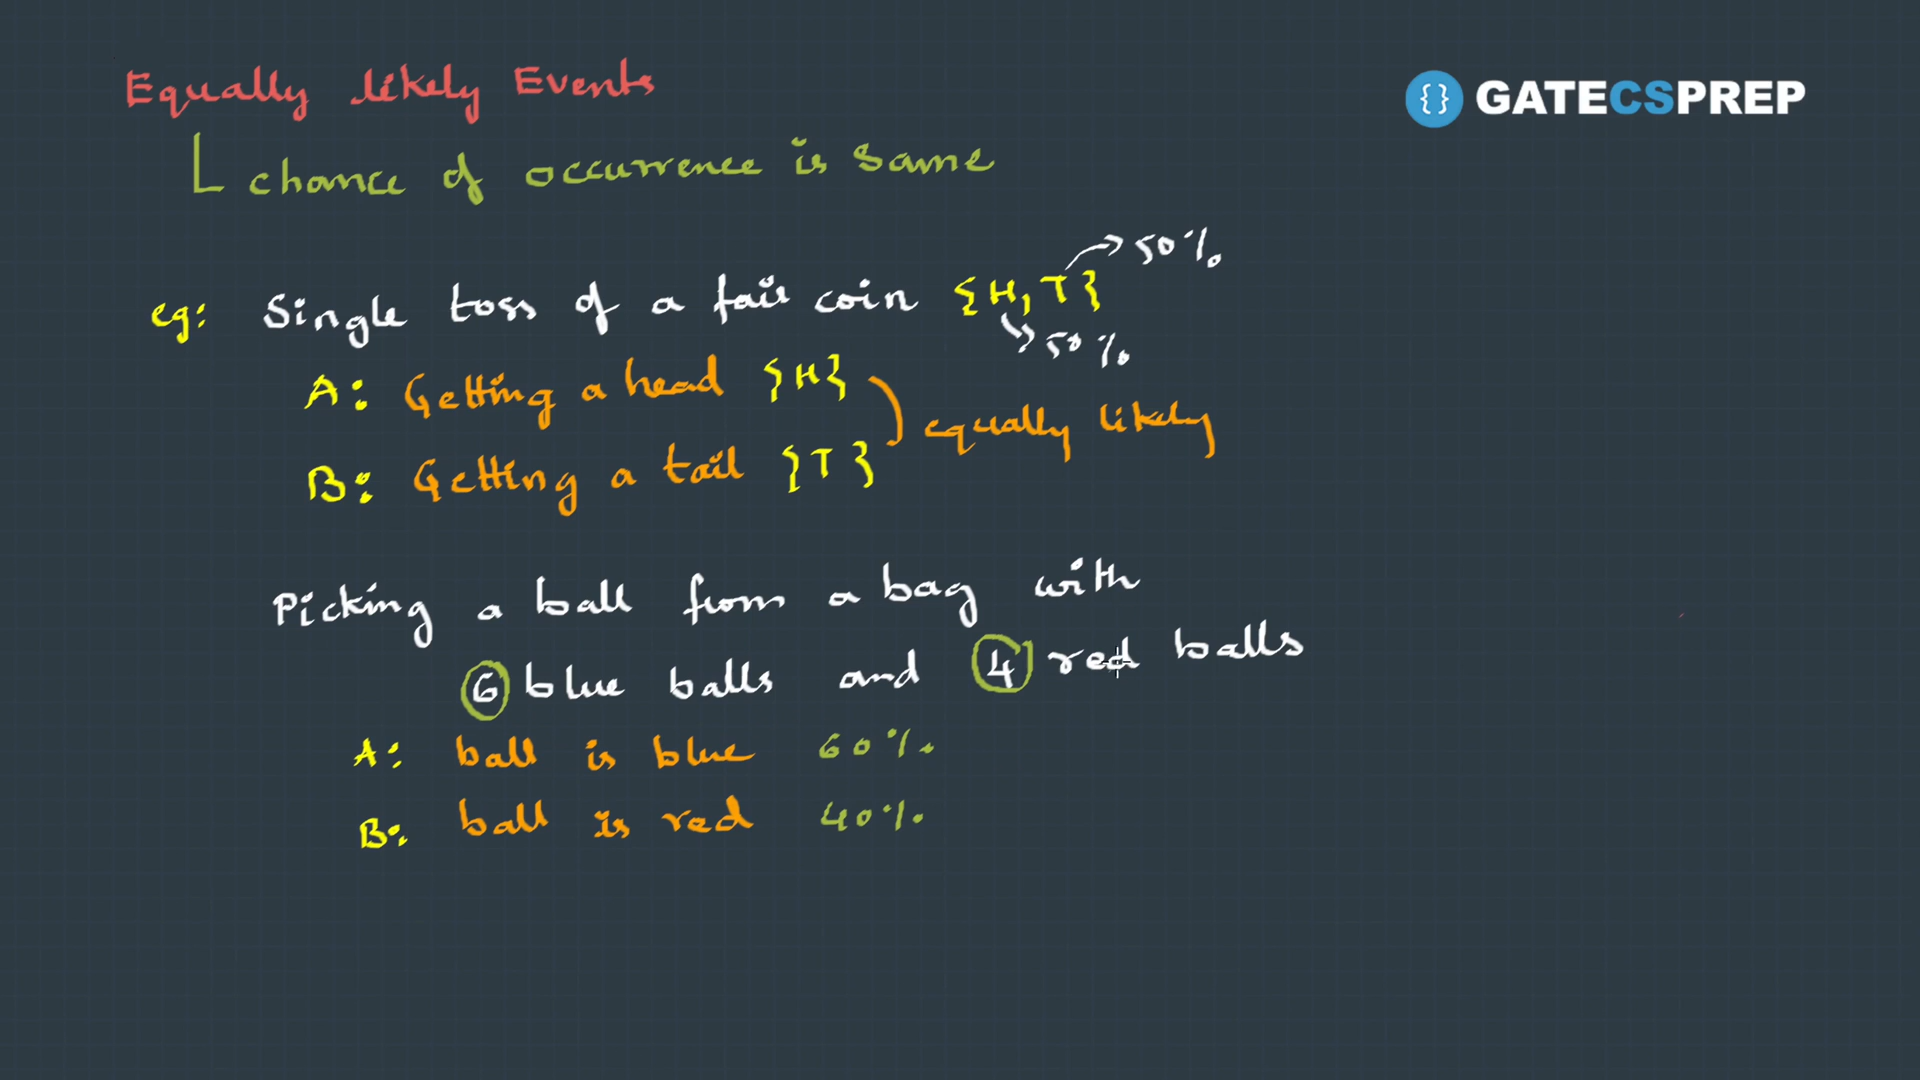 Equally likely Events
GATECSPREP
chance of occurrence is same
50%
eg: Single toss of a fair coin {H, T}
50%
A: Getting a head {H}
equally likely
B: Getting a tail {T}
Picking a ball from a bag with
6 blue balls and 4 red balls
A: ball is blue 60%
B: ball is red 40%